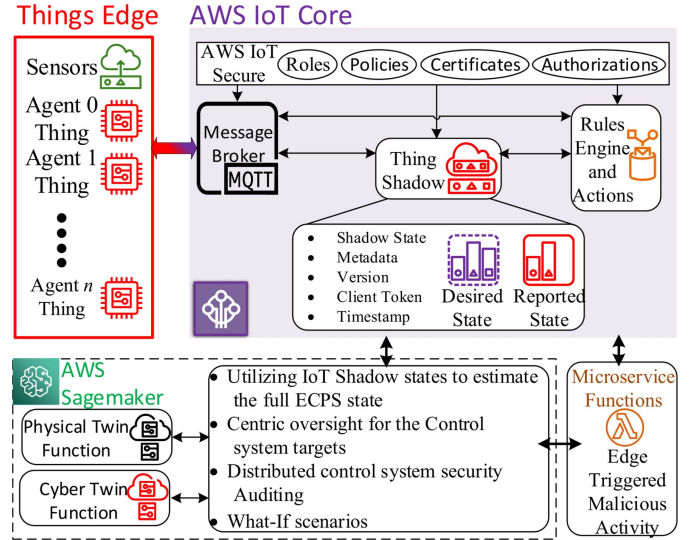 Things Edge
AWS IoT Core
Sensors
Agent 0
Thing
Agent 1
Thing
Agent n
Thing
AWS IoT
Secure
Roles
Policies
Certificates
Authorizations
Message
Broker
MQTT
Thing
Shadow
Rules
Engine
and
Actions
• Shadow State
• Metadata
• Version
• Client Token
• Timestamp
Desired
State
Reported
State
AWS
Sagemaker
Physical Twin
Function
Cyber Twin
Function
• Utilizing IoT Shadow states to estimate
the full ECPS state
• Centric oversight for the Control
system targets
• Distributed control system security
Auditing
• What-If scenarios
Microservice
Functions
Edge
Triggered
Malicious
Activity